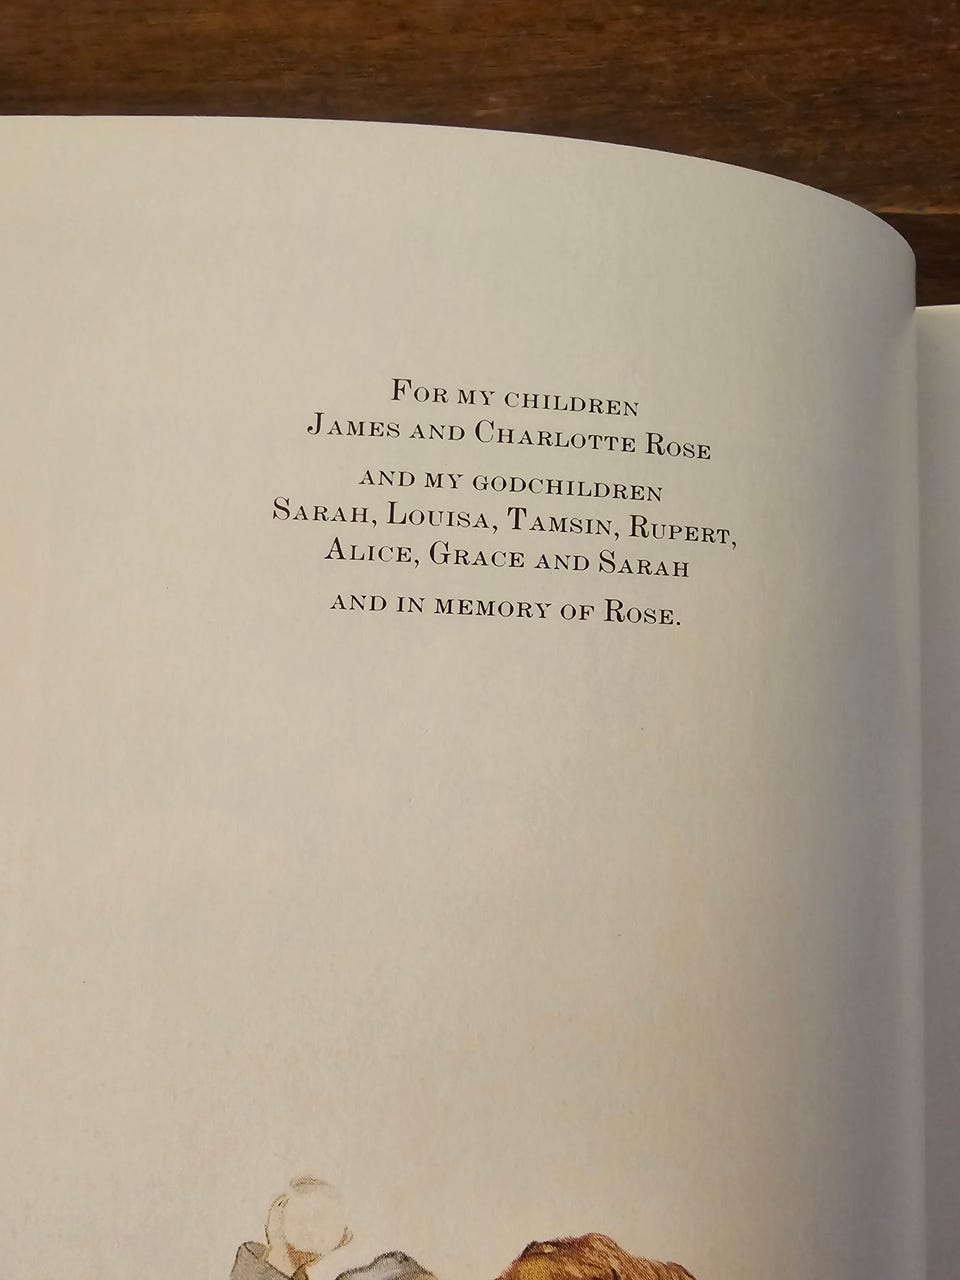 For my children
James and Charlotte Rose
and my godchildren
Sarah, Louisa, Tamsin, Rupert,
Alice, Grace and Sarah
and in memory of Rose.